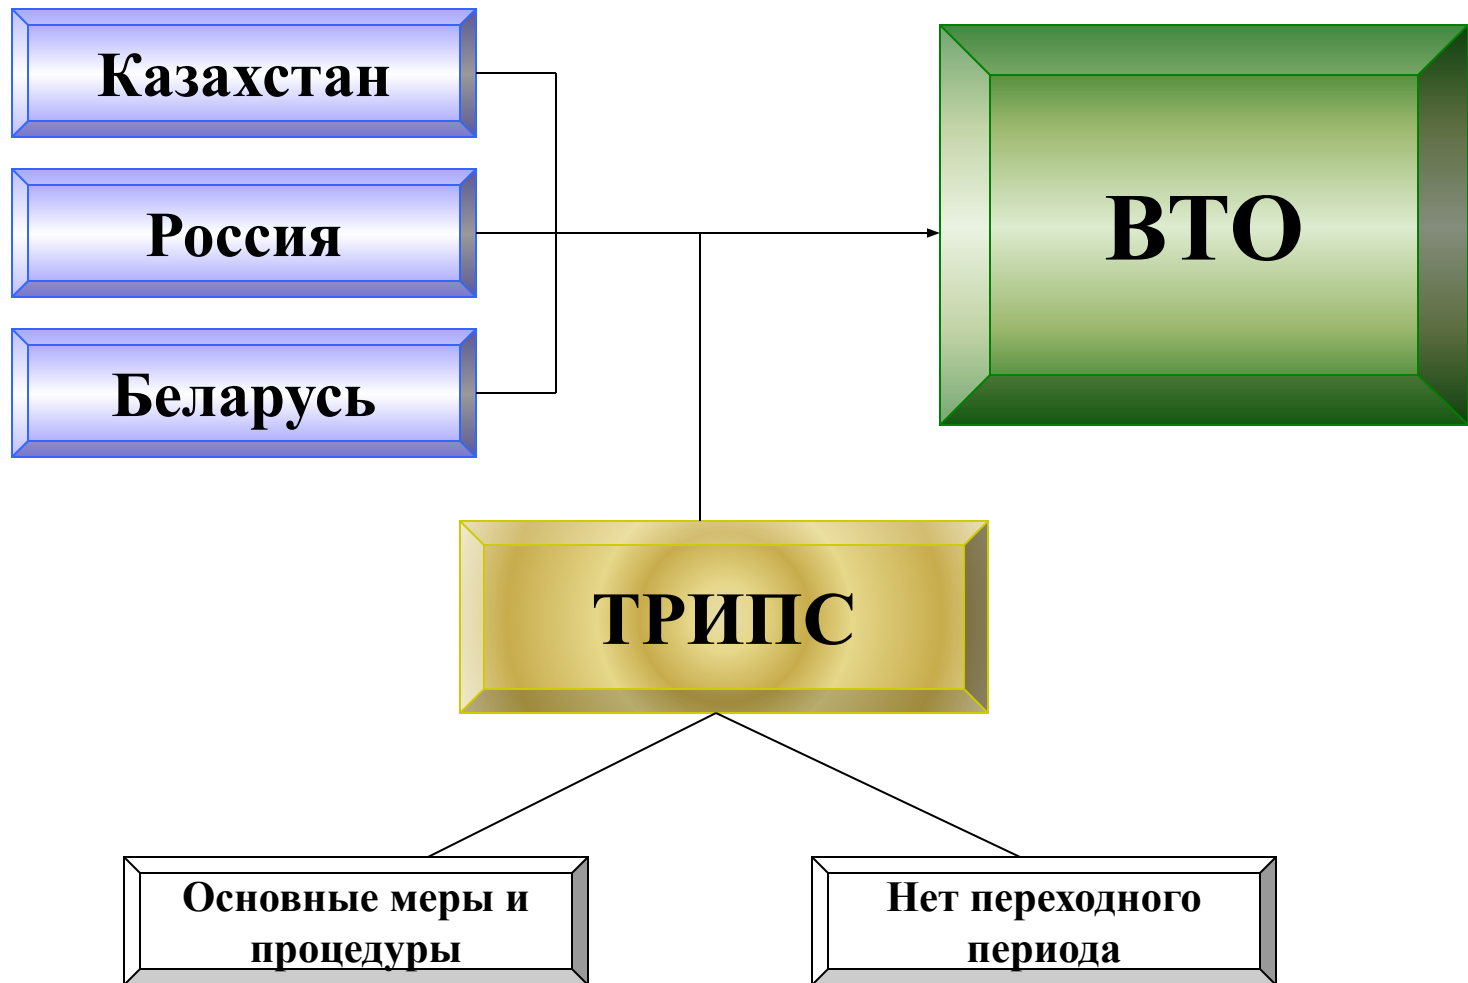 Казахстан
Россия
Беларусь
ВТО
ТРИПС
Основные меры и
процедуры
Нет переходного
периода